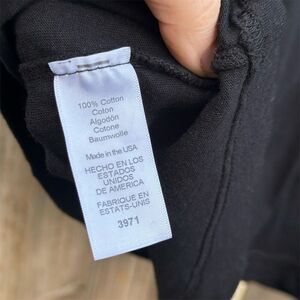 100% Cotton
Coton
Algodón
Cotone
Baumwolle
Made in the USA
HECHO EN LOS
ESTADOS
UNIDOS
DE AMERICA
FABRIQUE EN
ESTATS-UNIS
3971